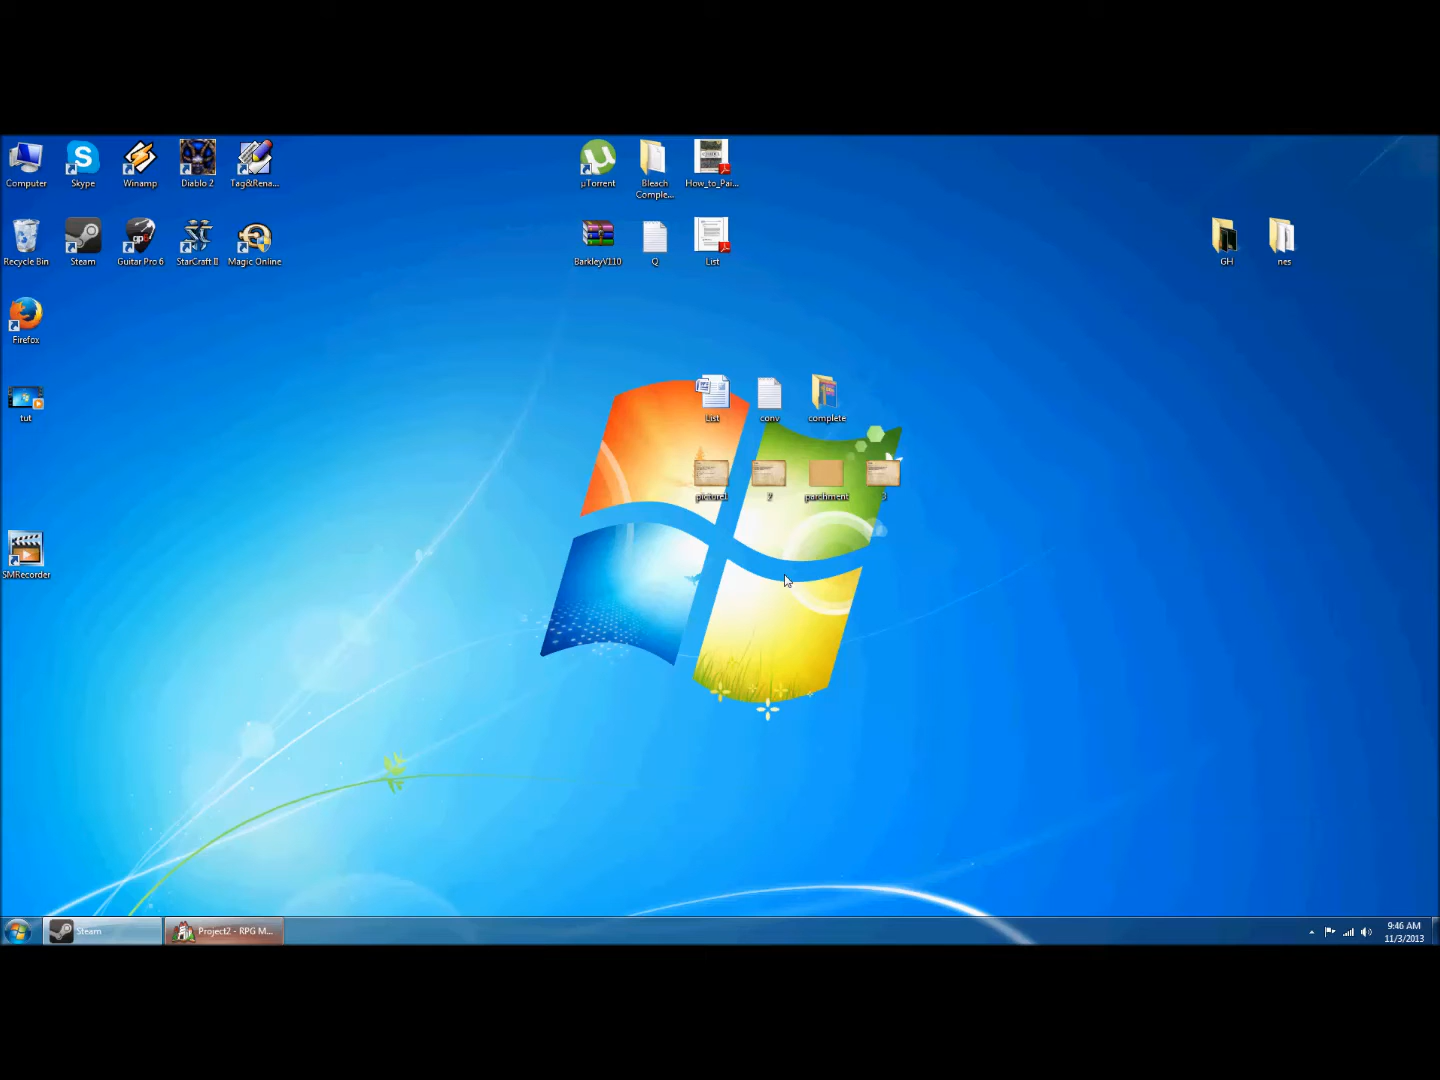 Computer
Skype
Winamp
Diablo 2
Tag&Rena...
µTorrent
Bleach
Comple...
How_to_Pai...
Recycle Bin
Steam
Guitar Pro 6
StarCraft II
Magic Online
BarkleyV110
Q
List
GH
nes
Firefox
tut
List
conv
complete
picture1
2
parchment
3
SMRecorder
Steam
Project2 - RPG M...
9:46 AM
11/3/2013